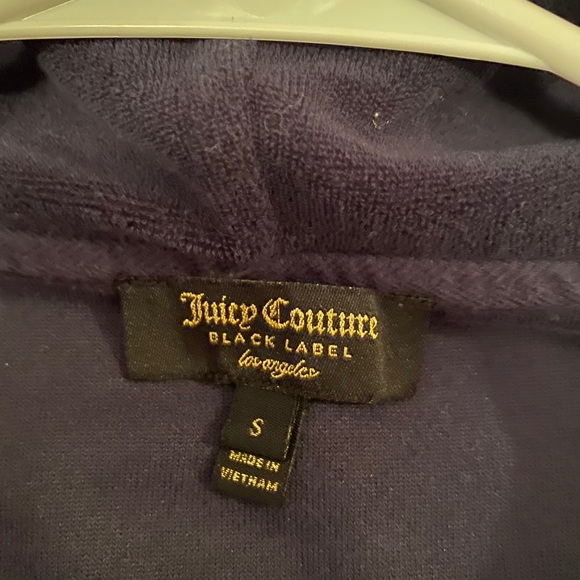 Juicy Couture
BLACK LABEL
los angeles
S
MADE IN
VIETNAM